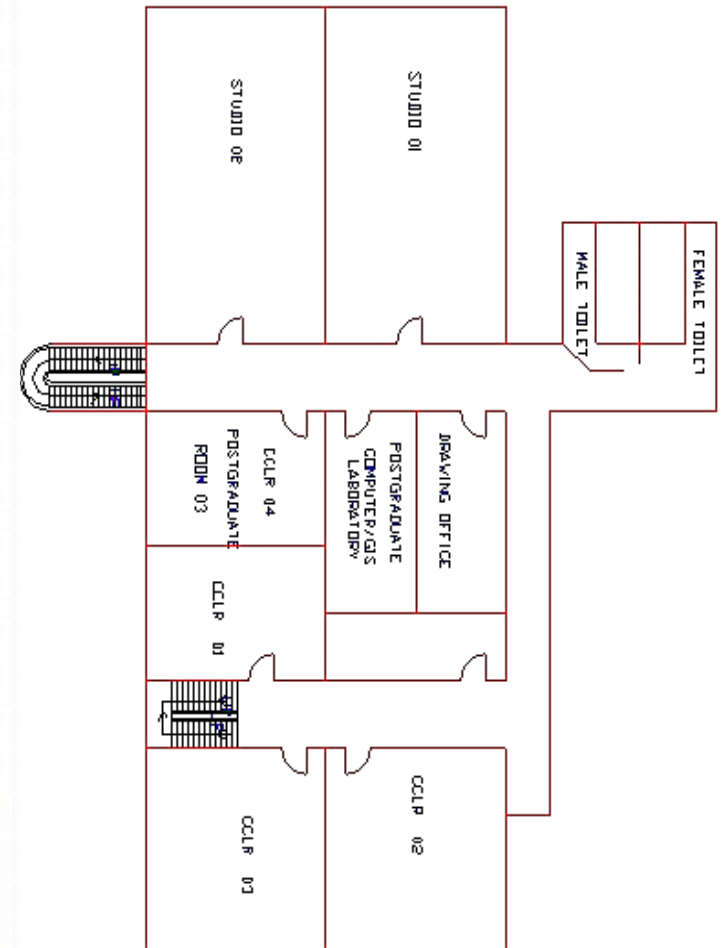 STUDIO 02
STUDIO 01
MALE TOILET
FEMALE TOILET
CCLR 04
POSTGRADUATE
ROOM 03
POSTGRADUATE
COMPUTER/GIS
LABORATORY
DRAWING OFFICE
CCLR 01
CCLR 02
CCLR 03